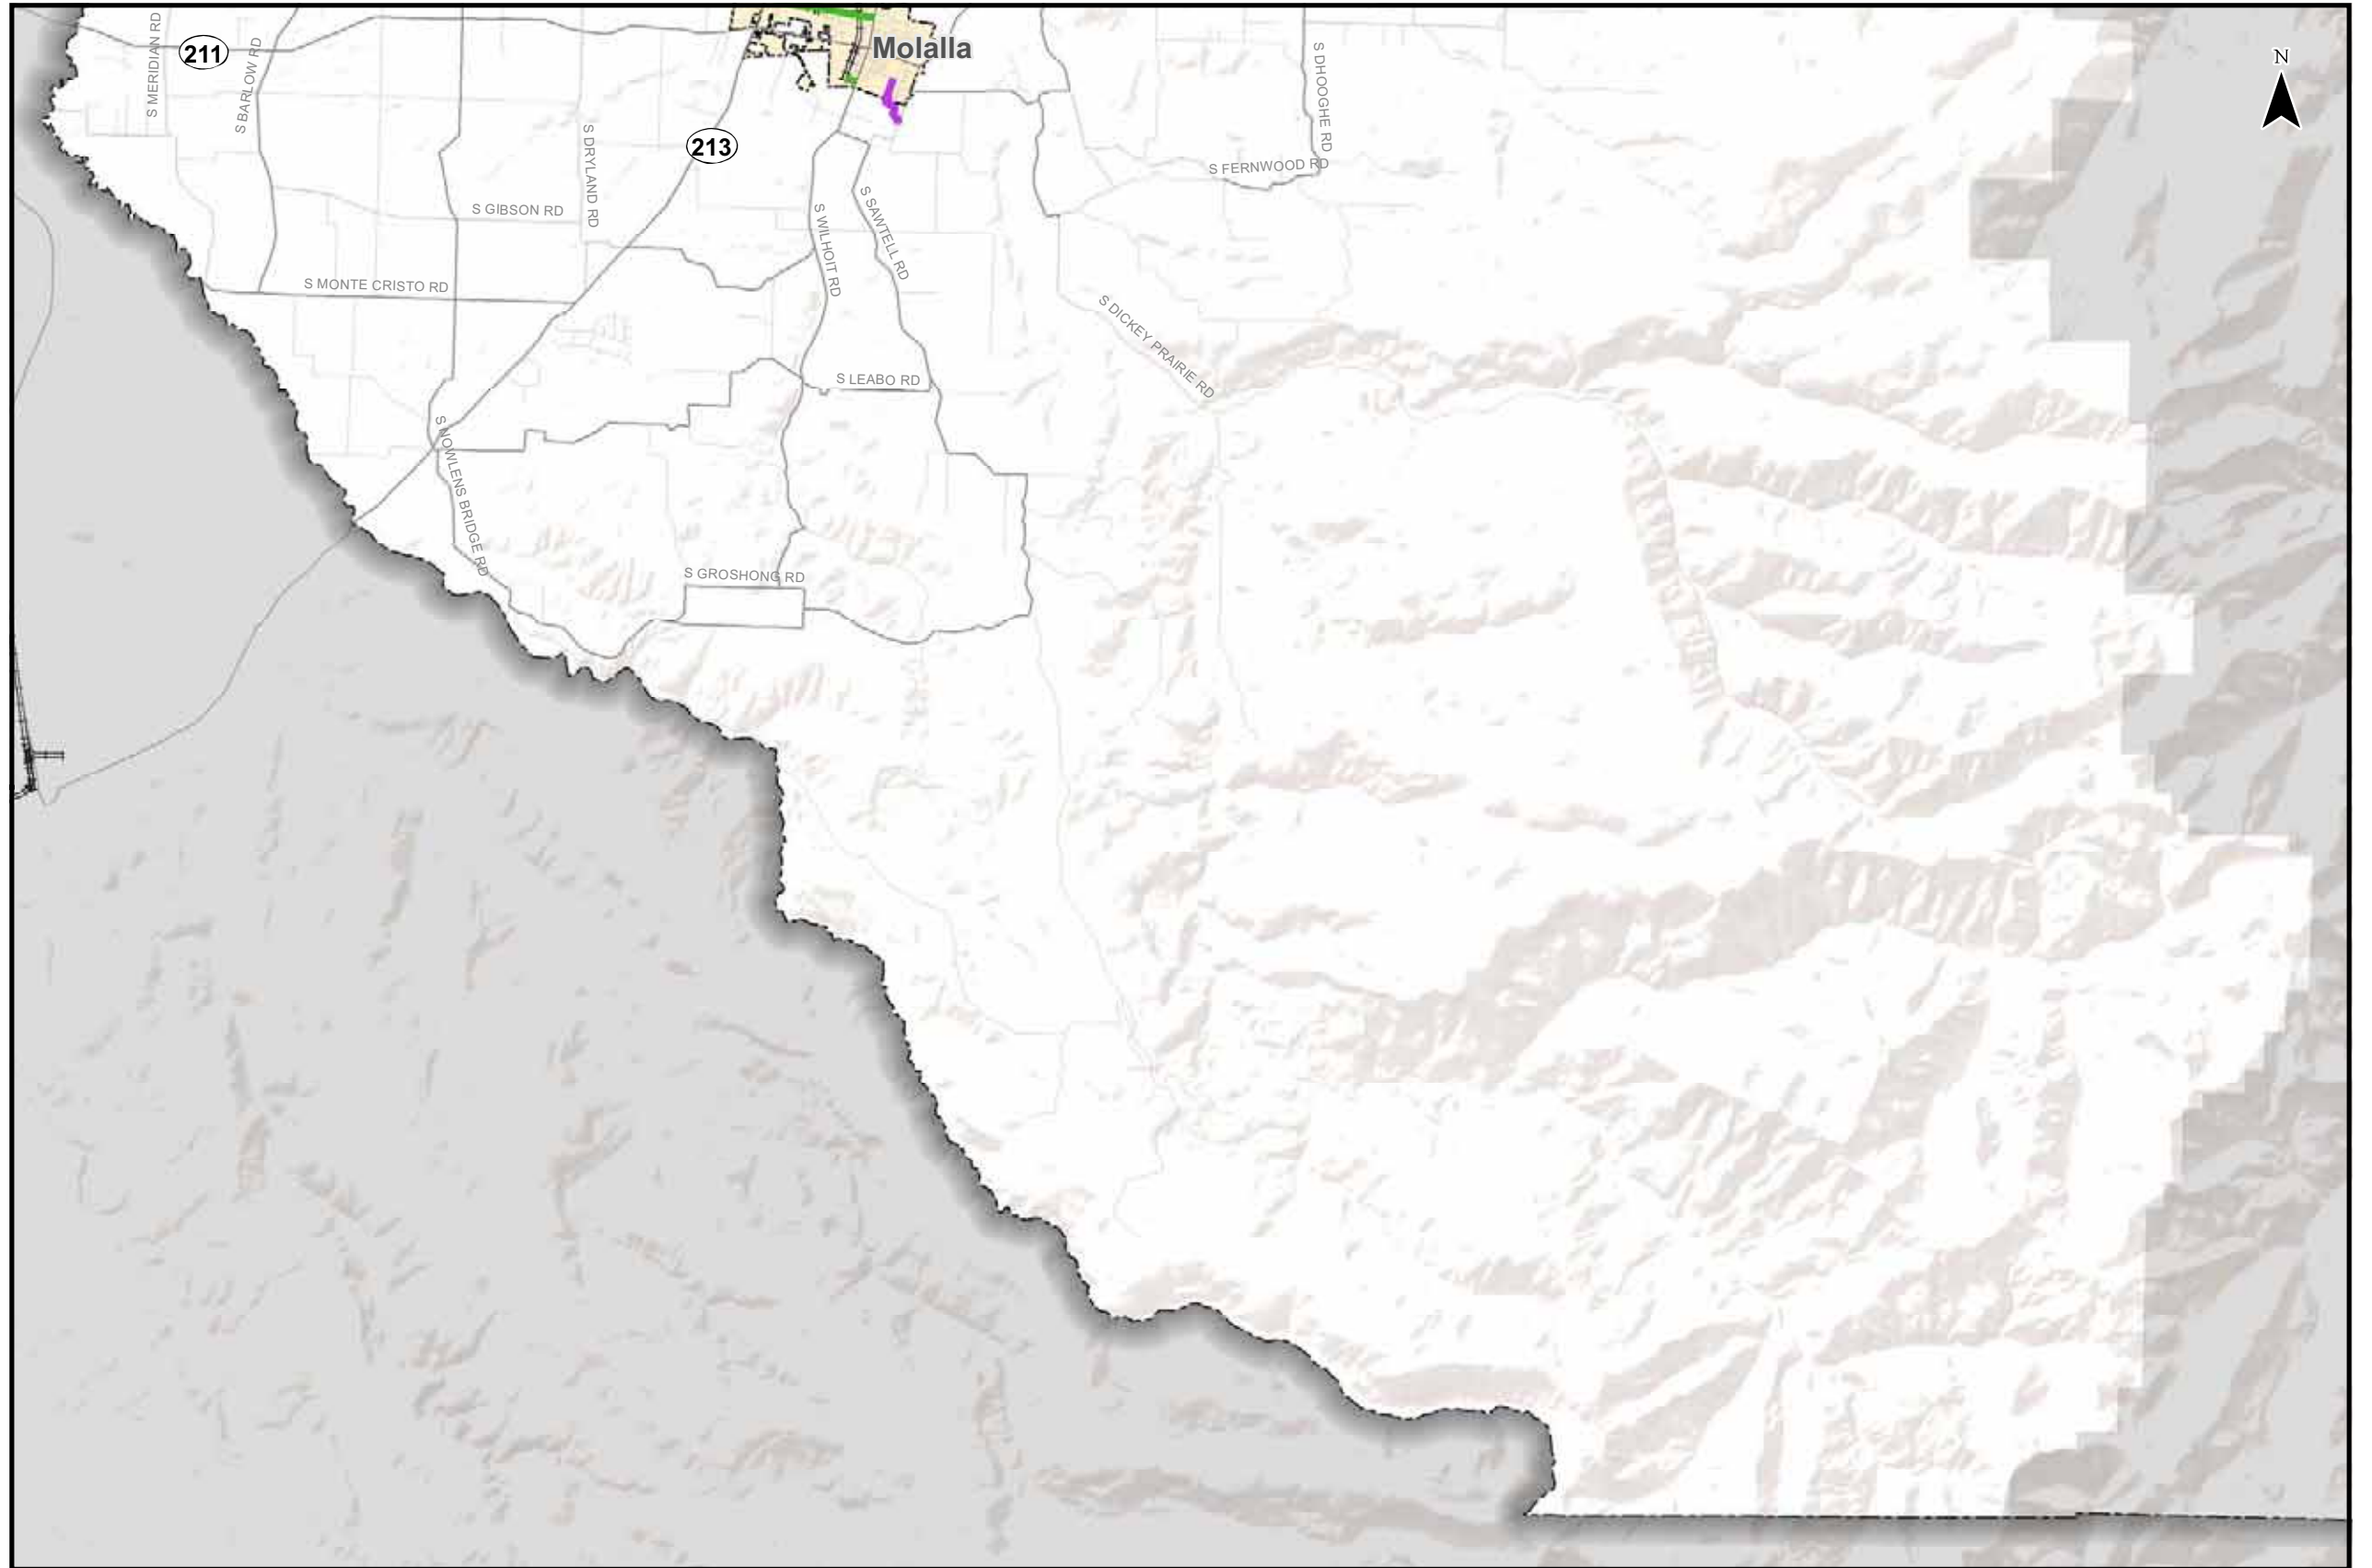 S MERIDIAN RD
211
S BARLOW RD
Molalla
N
S DHOOGHE RD
S DRYLAND RD
213
S FERNWOOD RD
S GIBSON RD
S WILHOIT RD
S SAWTELL RD
S MONTE CRISTO RD
S DICKEY PRAIRIE RD
S LEABO RD
S NOWLENS BRIDGE RD
S GROSHONG RD